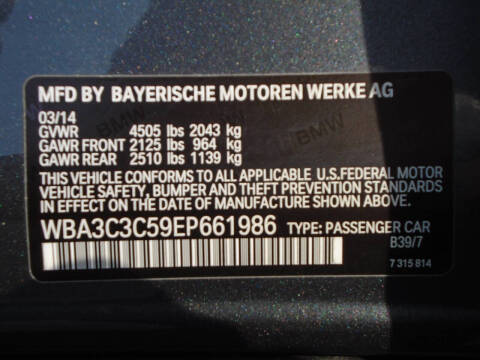 MFD BY BAYERISCHE MOTOREN WERKE AG
03/14
GVWR 4505 lbs 2043 kg
GAWR FRONT 2125 lbs 964 kg
GAWR REAR 2510 lbs 1139 kg
THIS VEHICLE CONFORMS TO ALL APPLICABLE U.S.FEDERAL MOTOR
VEHICLE SAFETY, BUMPER AND THEFT PREVENTION STANDARDS
IN EFFECT ON THE DATE OF MANUFACTURE SHOWN ABOVE.
WBA3C3C59EP661986 TYPE: PASSENGER CAR
B39/7
7 315 814
BMW
BMW